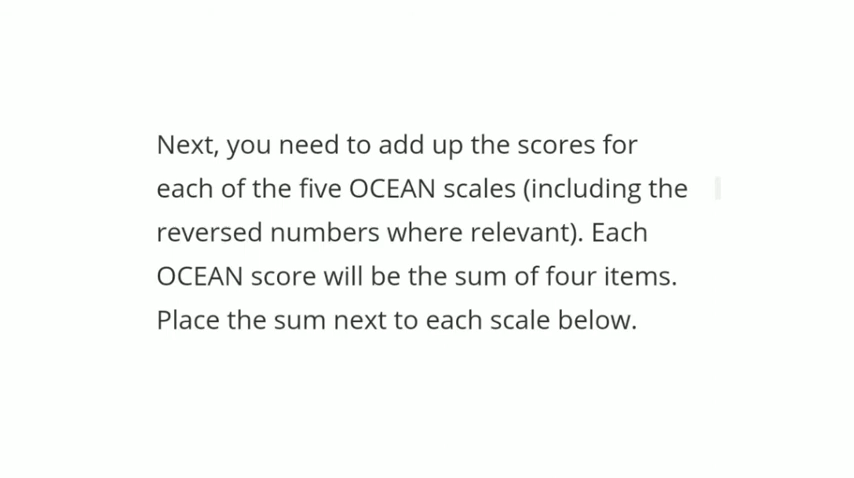 Next, you need to add up the scores for
each of the five OCEAN scales (including the
reversed numbers where relevant). Each
OCEAN score will be the sum of four items.
Place the sum next to each scale below.